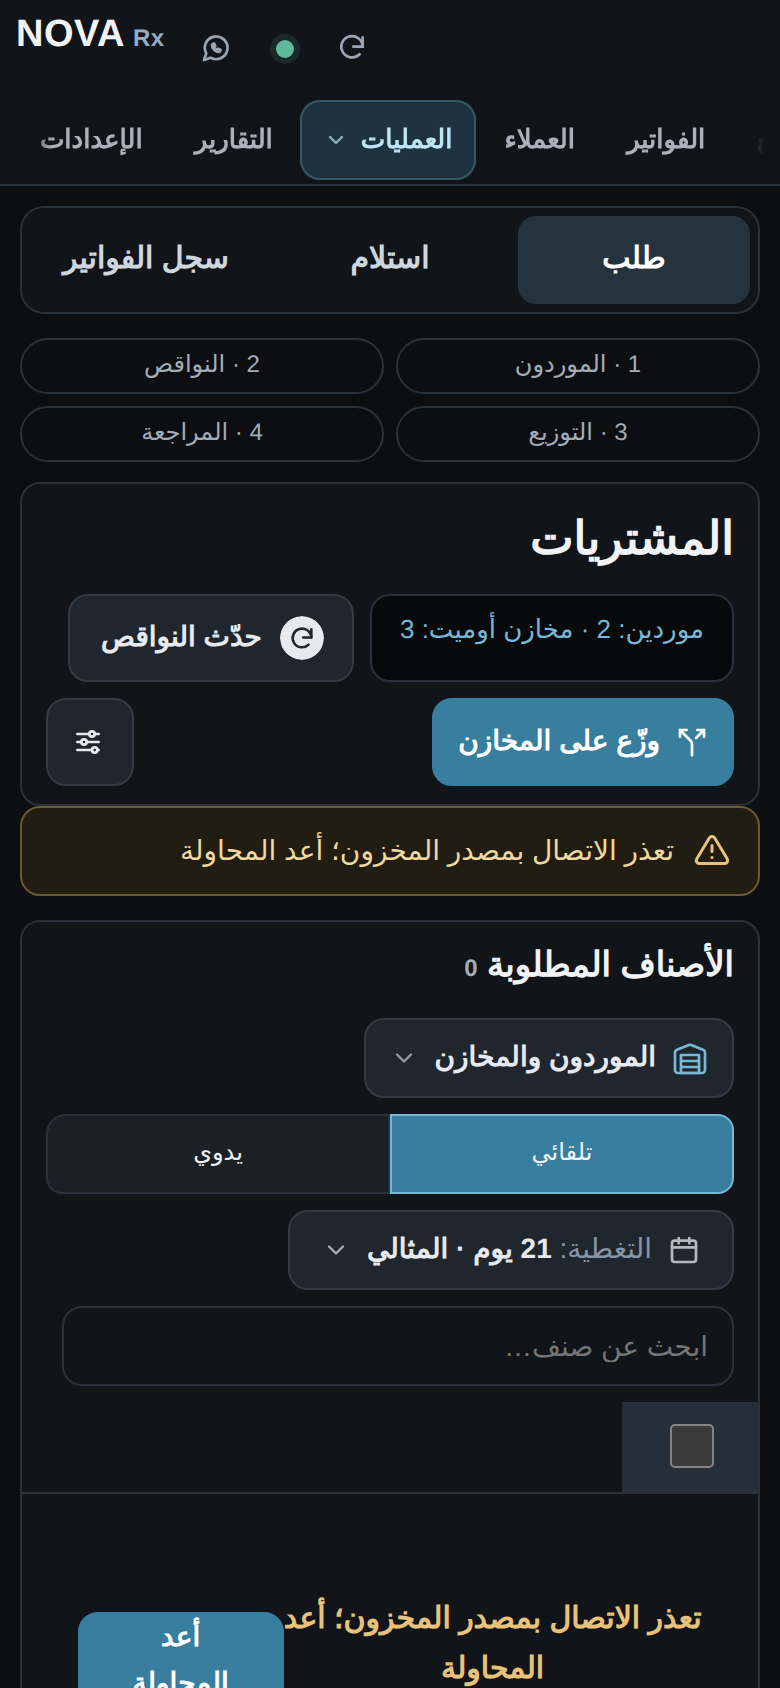 NOVA Rx
الفواتير
العملاء
العمليات
التقارير
الإعدادات
طلب
استلام
سجل الفواتير
1 · الموردون
2 · النواقص
3 · التوزيع
4 · المراجعة
المشتريات
موردين: 2 · مخازن أوميت: 3
حدّث النواقص
وزّع على المخازن
تعذر الاتصال بمصدر المخزون؛ أعد المحاولة
الأصناف المطلوبة 0
الموردون والمخازن
تلقائي
يدوي
التغطية: 21 يوم · المثالي
ابحث عن صنف…
تعذر الاتصال بمصدر المخزون؛ أعد
المحاولة
أعد
المحاولة